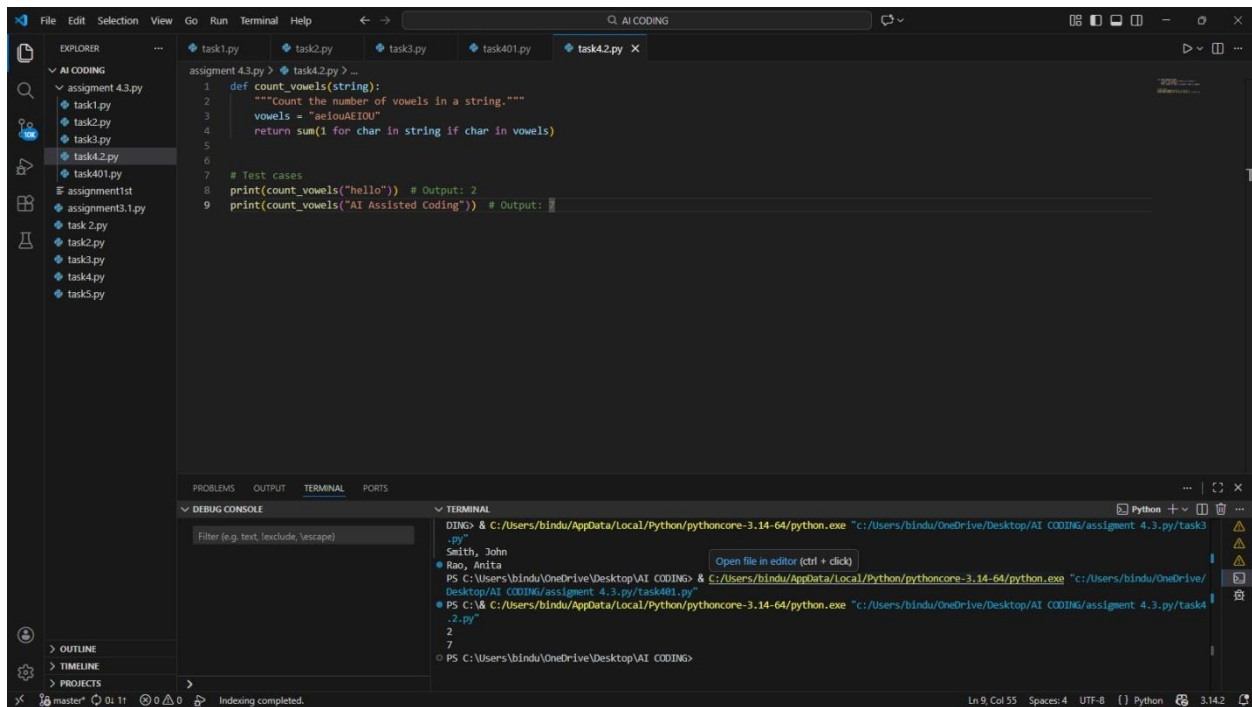 File Edit Selection View Go Run Terminal Help
AI CODING
EXPLORER
task1.py task2.py task3.py task401.py task4.2.py
AI CODING
assigment 4.3.py
task1.py
task2.py
task3.py
task4.2.py
task401.py
assignment1st
assignment3.1.py
task 2.py
task2.py
task3.py
task4.py
task5.py
10K
assigment 4.3.py > task4.2.py > ...
1 def count_vowels(string):
2 """Count the number of vowels in a string."""
3 vowels = "aeiouAEIOU"
4 return sum(1 for char in string if char in vowels)
5
6
7 # Test cases
8 print(count_vowels("hello")) # Output: 2
9 print(count_vowels("AI Assisted Coding")) # Output: 7
PROBLEMS OUTPUT TERMINAL PORTS
DEBUG CONSOLE
Filter (e.g. text, !exclude, \escape)
TERMINAL
Python
DING> & C:/Users/bindu/AppData/Local/Python/pythoncore-3.14-64/python.exe "c:/Users/bindu/OneDrive/Desktop/AI CODING/assigment 4.3.py/task3
.py"
Smith, John
Rao, Anita
Open file in editor (ctrl + click)
PS C:\Users\bindu\OneDrive\Desktop\AI CODING> & C:/Users/bindu/AppData/Local/Python/pythoncore-3.14-64/python.exe "c:/Users/bindu/OneDrive/
Desktop/AI CODING/assigment 4.3.py/task401.py"
PS C:\& C:/Users/bindu/AppData/Local/Python/pythoncore-3.14-64/python.exe "c:/Users/bindu/OneDrive/Desktop/AI CODING/assigment 4.3.py/task4
.2.py"
2
7
PS C:\Users\bindu\OneDrive\Desktop\AI CODING>
OUTLINE
TIMELINE
PROJECTS
master* 0↓ 1↑ 0 0 Indexing completed.
Ln 9, Col 55 Spaces: 4 UTF-8 {} Python 3.14.2